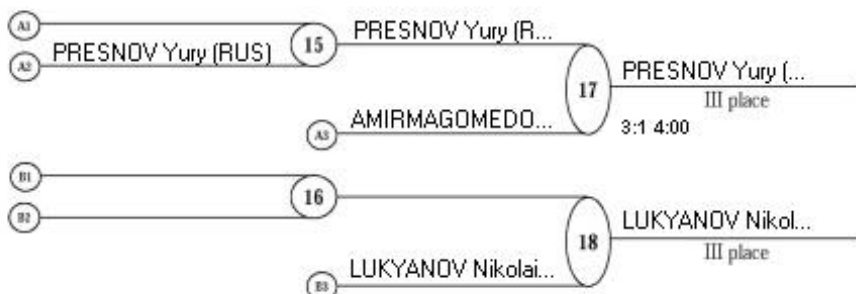 A1
PRESNOV Yury (RUS)
A2
15
PRESNOV Yury (R...
17
PRESNOV Yury (...
III place
AMIRMAGOMEDO...
A3
3:1 4:00
B1
16
B2
18
LUKYANOV Nikol...
III place
LUKYANOV Nikolai...
B3